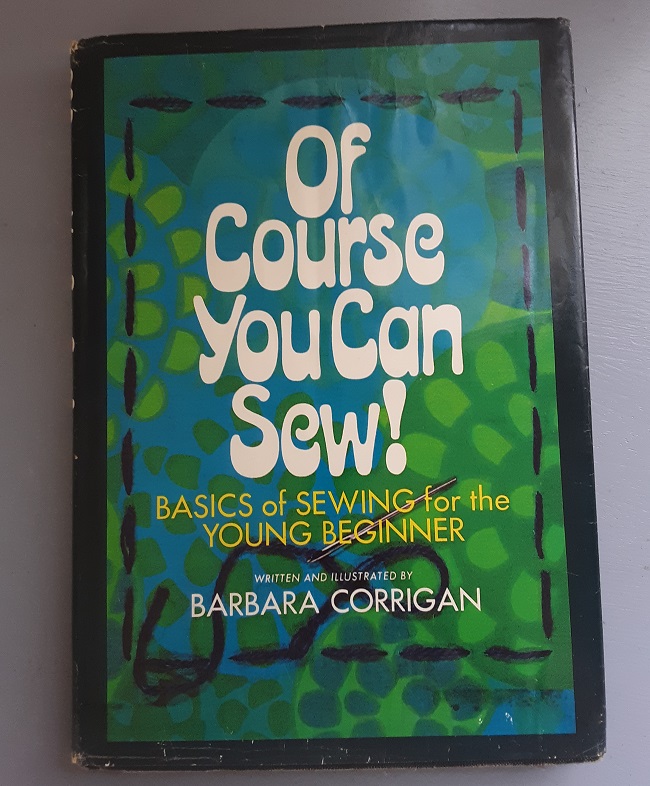 Of
Course
You Can
Sew!
BASICS of SEWING for the
YOUNG BEGINNER
WRITTEN AND ILLUSTRATED BY
BARBARA CORRIGAN